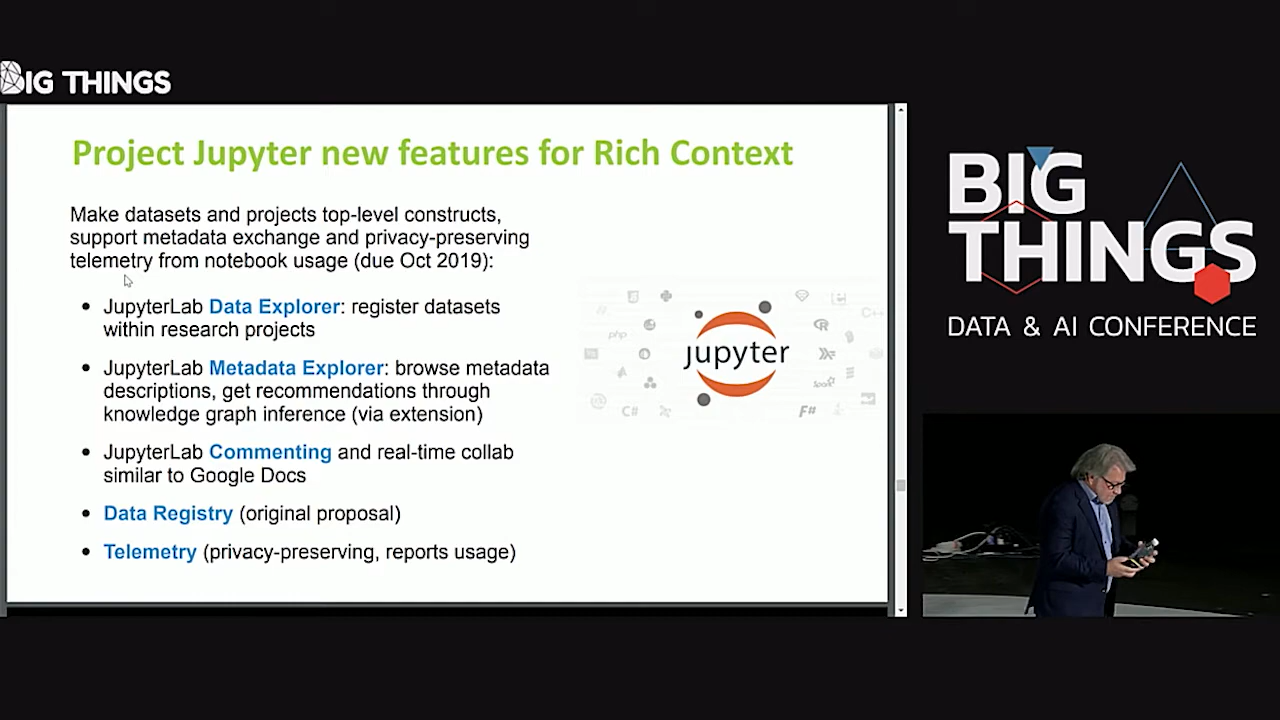 BIG THINGS
Project Jupyter new features for Rich Context
Make datasets and projects top-level constructs,
support metadata exchange and privacy-preserving
telemetry from notebook usage (due Oct 2019):
• JupyterLab Data Explorer: register datasets
within research projects
• JupyterLab Metadata Explorer: browse metadata
descriptions, get recommendations through
knowledge graph inference (via extension)
• JupyterLab Commenting and real-time collab
similar to Google Docs
• Data Registry (original proposal)
• Telemetry (privacy-preserving, reports usage)
php
C++
R
jupyter
Spark
C#
F#
BIG
THINGS
DATA & AI CONFERENCE